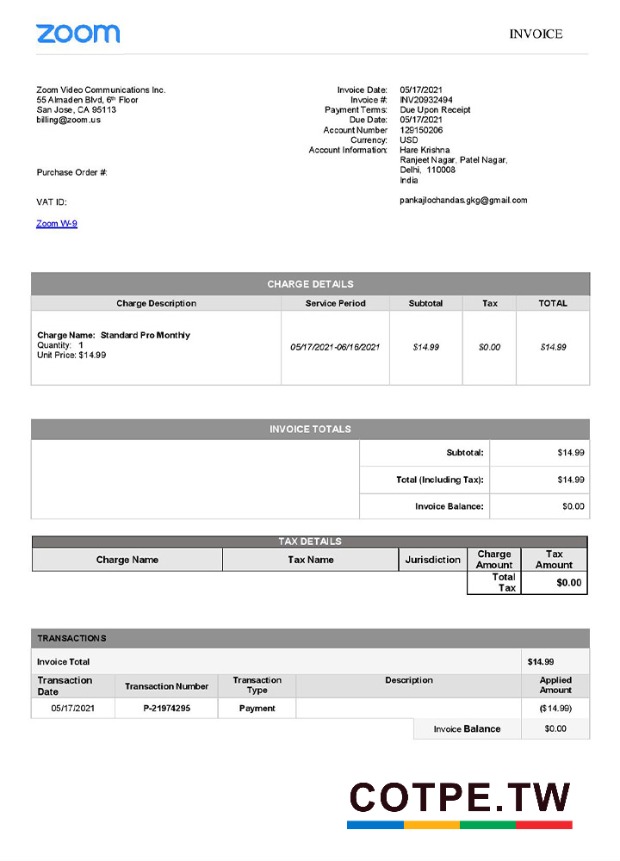 zoom
INVOICE
Zoom Video Communications Inc.
55 Almaden Blvd, 6th Floor
San Jose, CA 95113
billing@zoom.us
Purchase Order #:
VAT ID:
Zoom W-9
Invoice Date: 05/17/2021
Invoice #: INV20932494
Payment Terms: Due Upon Receipt
Due Date: 05/17/2021
Account Number 129150206
Currency: USD
Account Information: Hare Krishna
Ranjeet Nagar, Patel Nagar,
Delhi, 110008
India
pankajlochandas.gkg@gmail.com
CHARGE DETAILS
Charge Description Service Period Subtotal Tax TOTAL
Charge Name: Standard Pro Monthly
Quantity: 1
Unit Price: $14.99
05/17/2021-06/16/2021 $14.99 $0.00 $14.99
INVOICE TOTALS
Subtotal: $14.99
Total (Including Tax): $14.99
Invoice Balance: $0.00
TAX DETAILS
Charge Name Tax Name Jurisdiction Charge Amount Tax Amount
Total Tax $0.00
TRANSACTIONS
Invoice Total $14.99
Transaction Date Transaction Number Transaction Type Description Applied Amount
05/17/2021 P-21974295 Payment ($14.99)
Invoice Balance $0.00
COTPE.TW